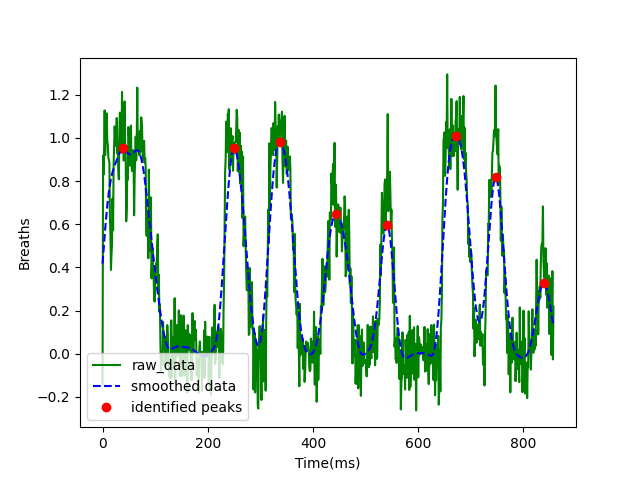 1.2
1.0
0.8
0.6
0.4
0.2
0.0
−0.2
Breaths
raw_data
smoothed data
identified peaks
0 200 400 600 800
Time(ms)